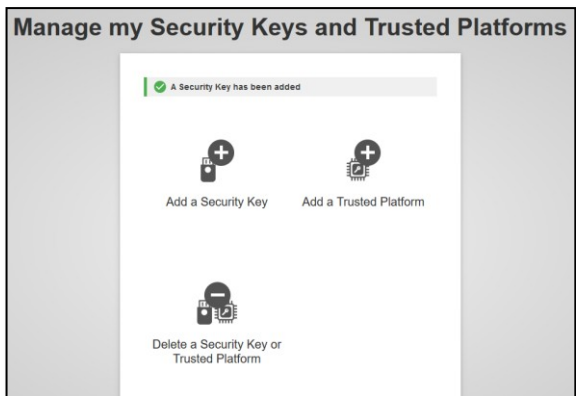 Manage my Security Keys and Trusted Platforms
A Security Key has been added
Add a Security Key
Add a Trusted Platform
Delete a Security Key or
Trusted Platform